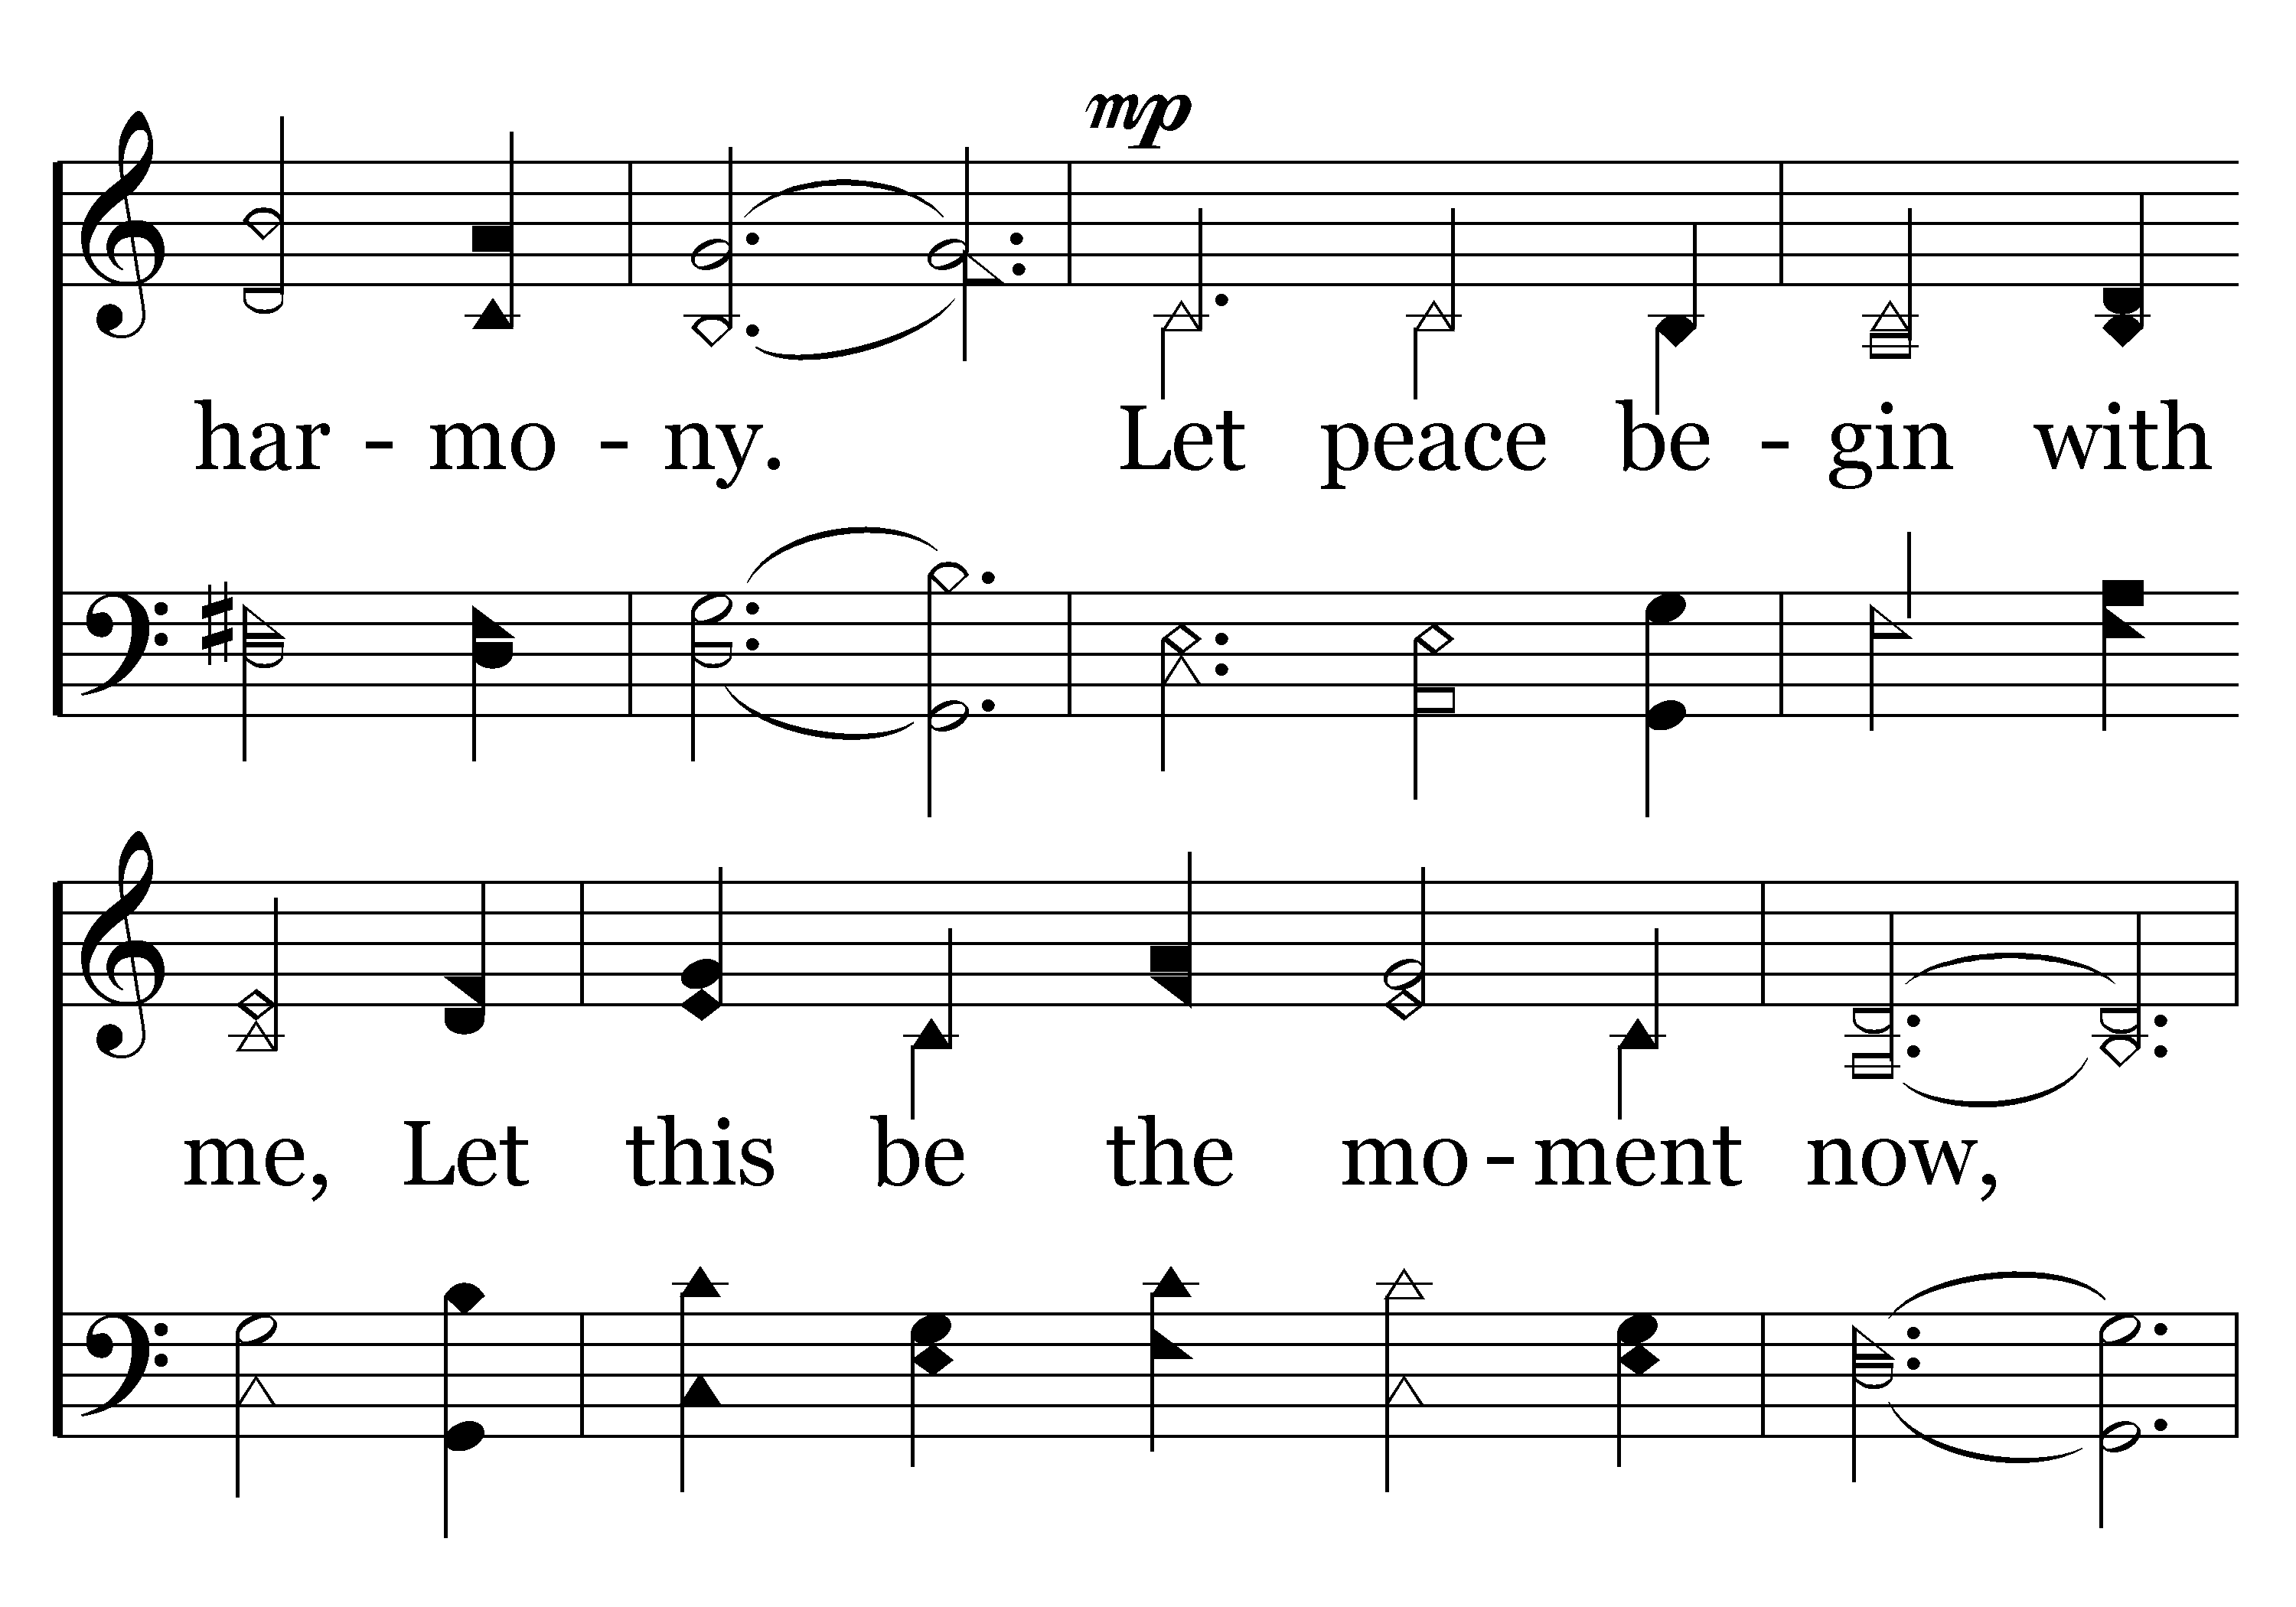 mp
har - mo - ny. Let peace be - gin with
me, Let this be the mo - ment now,